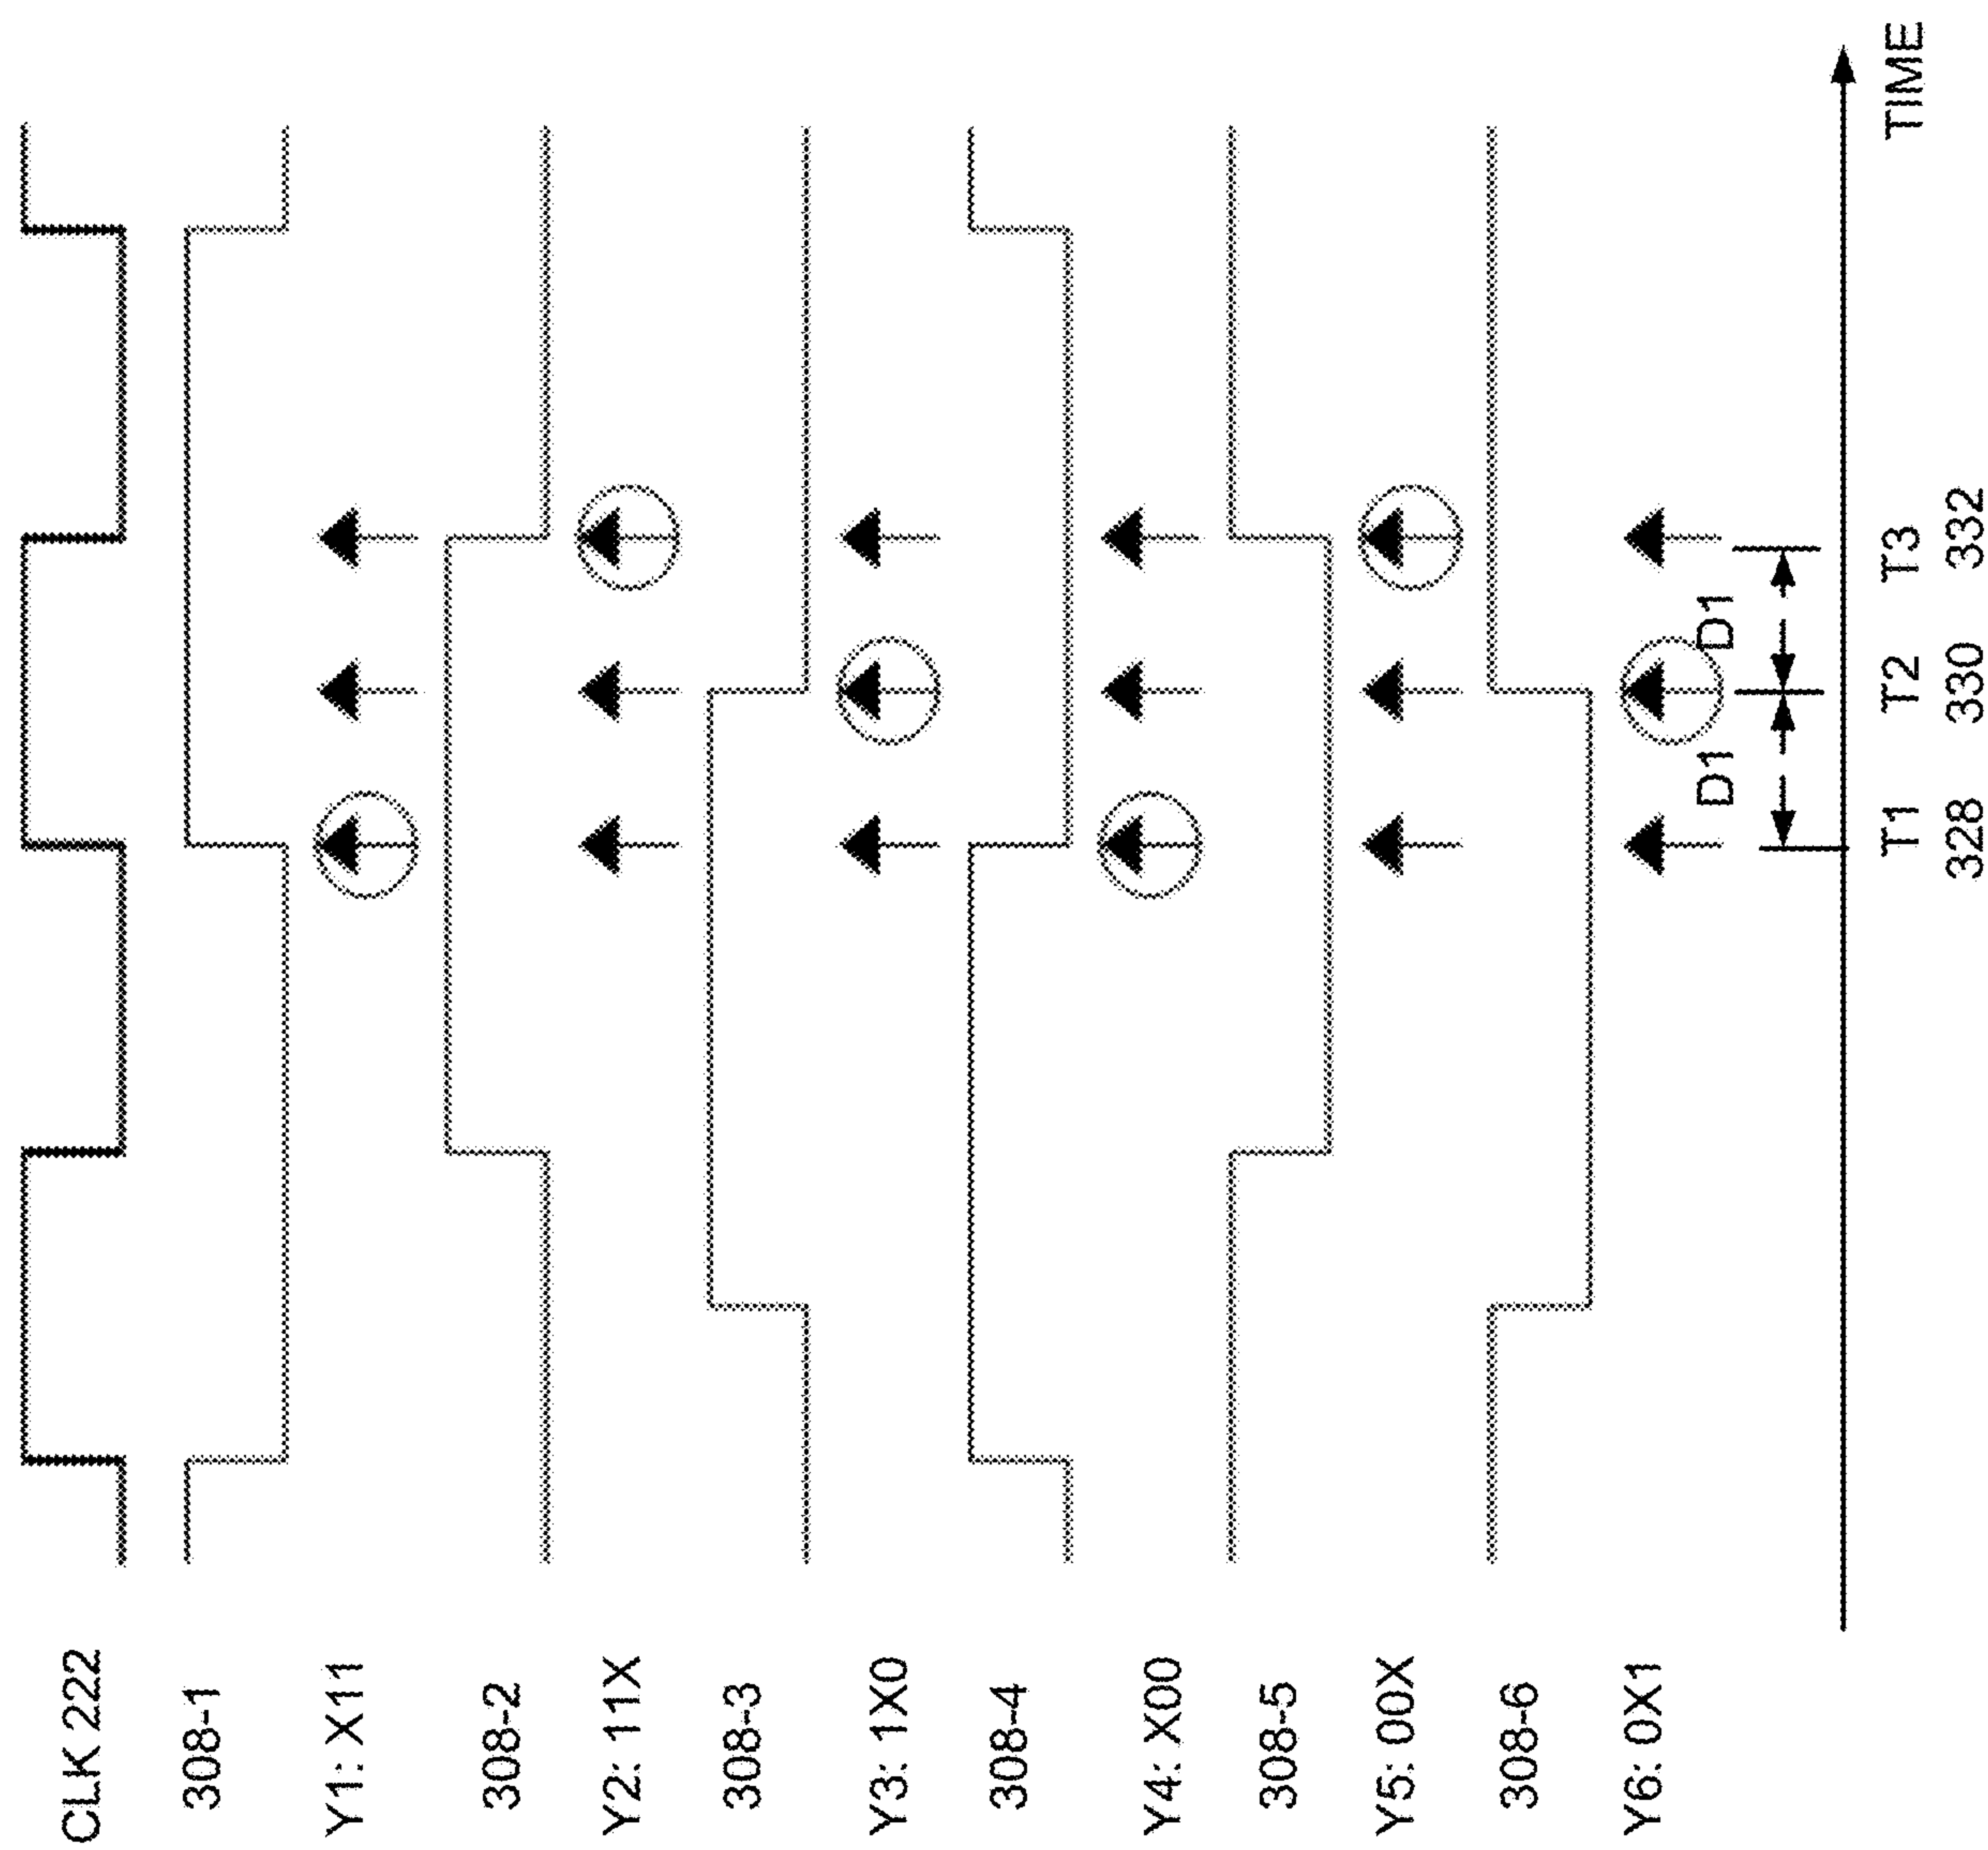 CLK 222
308-1
Y1: X11
308-2
Y2: 11X
308-3
Y3: 1X0
308-4
Y4: X00
308-5
Y5: 00X
308-6
Y6: 0X1
D1 D1
T1 T2 T3 TIME
328 330 332